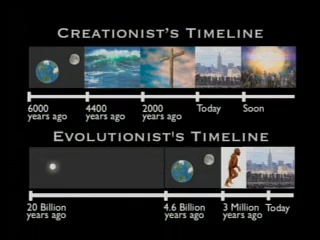 CREATIONIST'S TIMELINE
6000 years ago
4400 years ago
2000 years ago
Today
Soon
EVOLUTIONIST'S TIMELINE
20 Billion years ago
4.6 Billion years ago
3 Million years ago
Today